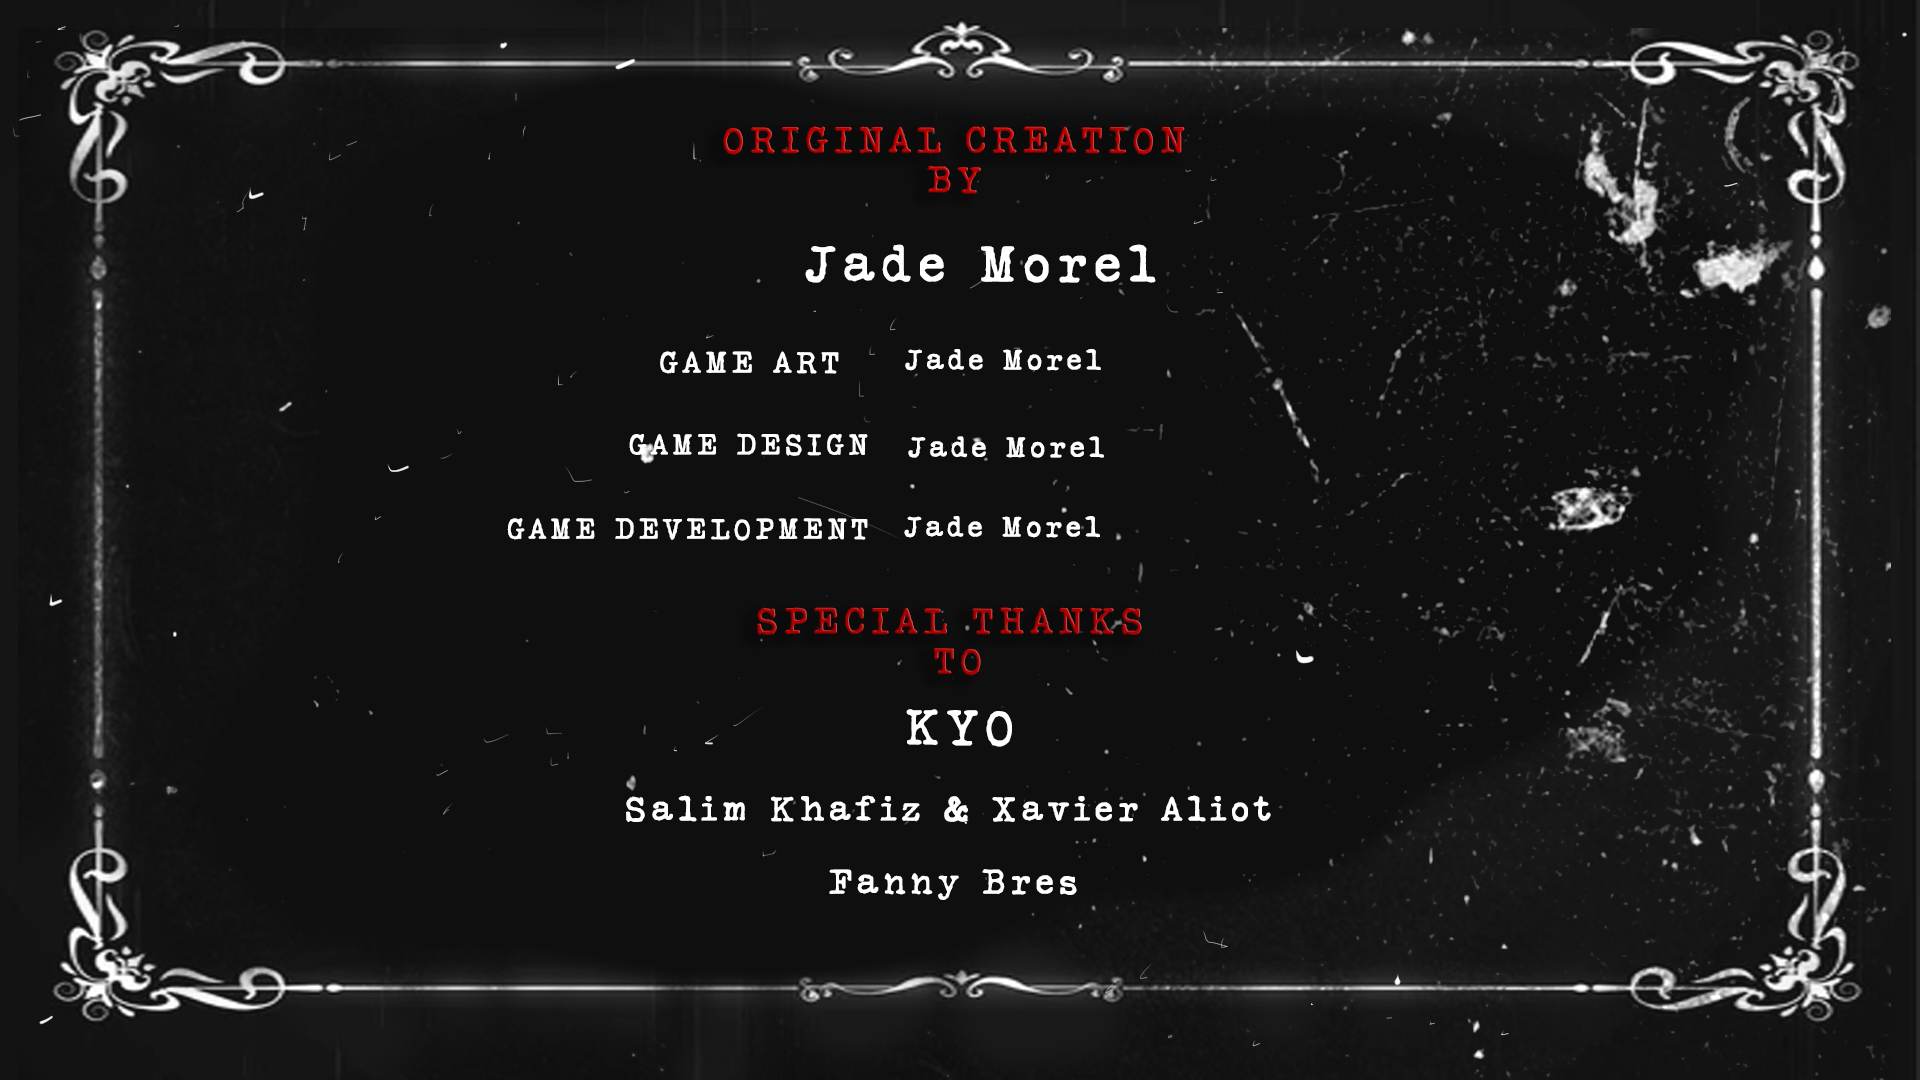 ORIGINAL CREATION
BY
Jade Morel
GAME ART Jade Morel
GAME DESIGN Jade Morel
GAME DEVELOPMENT Jade Morel
SPECIAL THANKS
TO
KYO
Salim Khafiz & Xavier Aliot
Fanny Bres